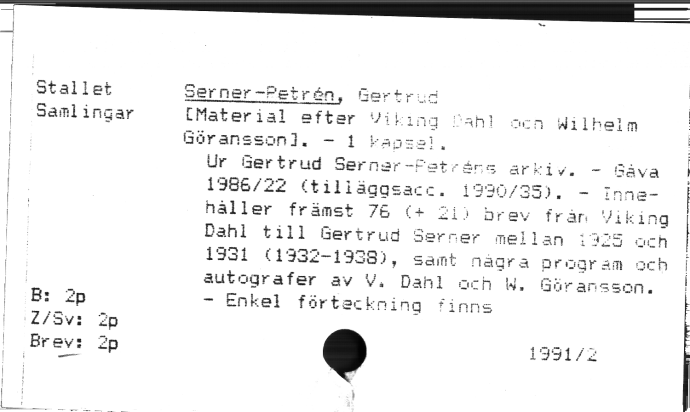 Stallet
Samlingar
Serner-Petrén, Gertrud
[Material efter Viking Dahl och Wilhelm
Göransson]. - 1 kapsel.
Ur Gertrud Serner-Petréns arkiv. - Gåva
1986/22 (tilläggsacc. 1990/35). - Inne-
håller främst 76 (+ 21) brev från Viking
Dahl till Gertrud Serner mellan 1925 och
1931 (1932-1938), samt några program och
autografer av V. Dahl och W. Göransson.
- Enkel förteckning finns
B: 2p
Z/Sv: 2p
Brev: 2p
1991/2